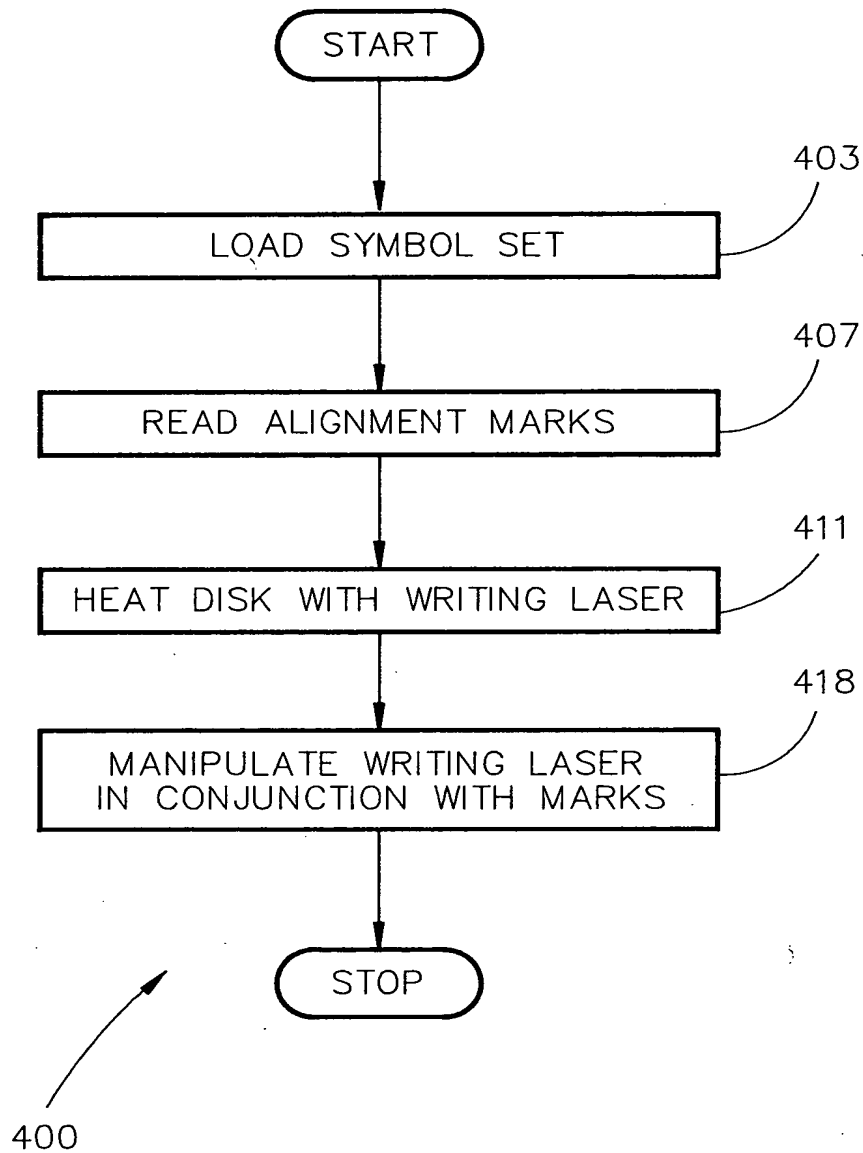 START
403
LOAD SYMBOL SET
407
READ ALIGNMENT MARKS
411
HEAT DISK WITH WRITING LASER
418
MANIPULATE WRITING LASER
IN CONJUNCTION WITH MARKS
STOP
400